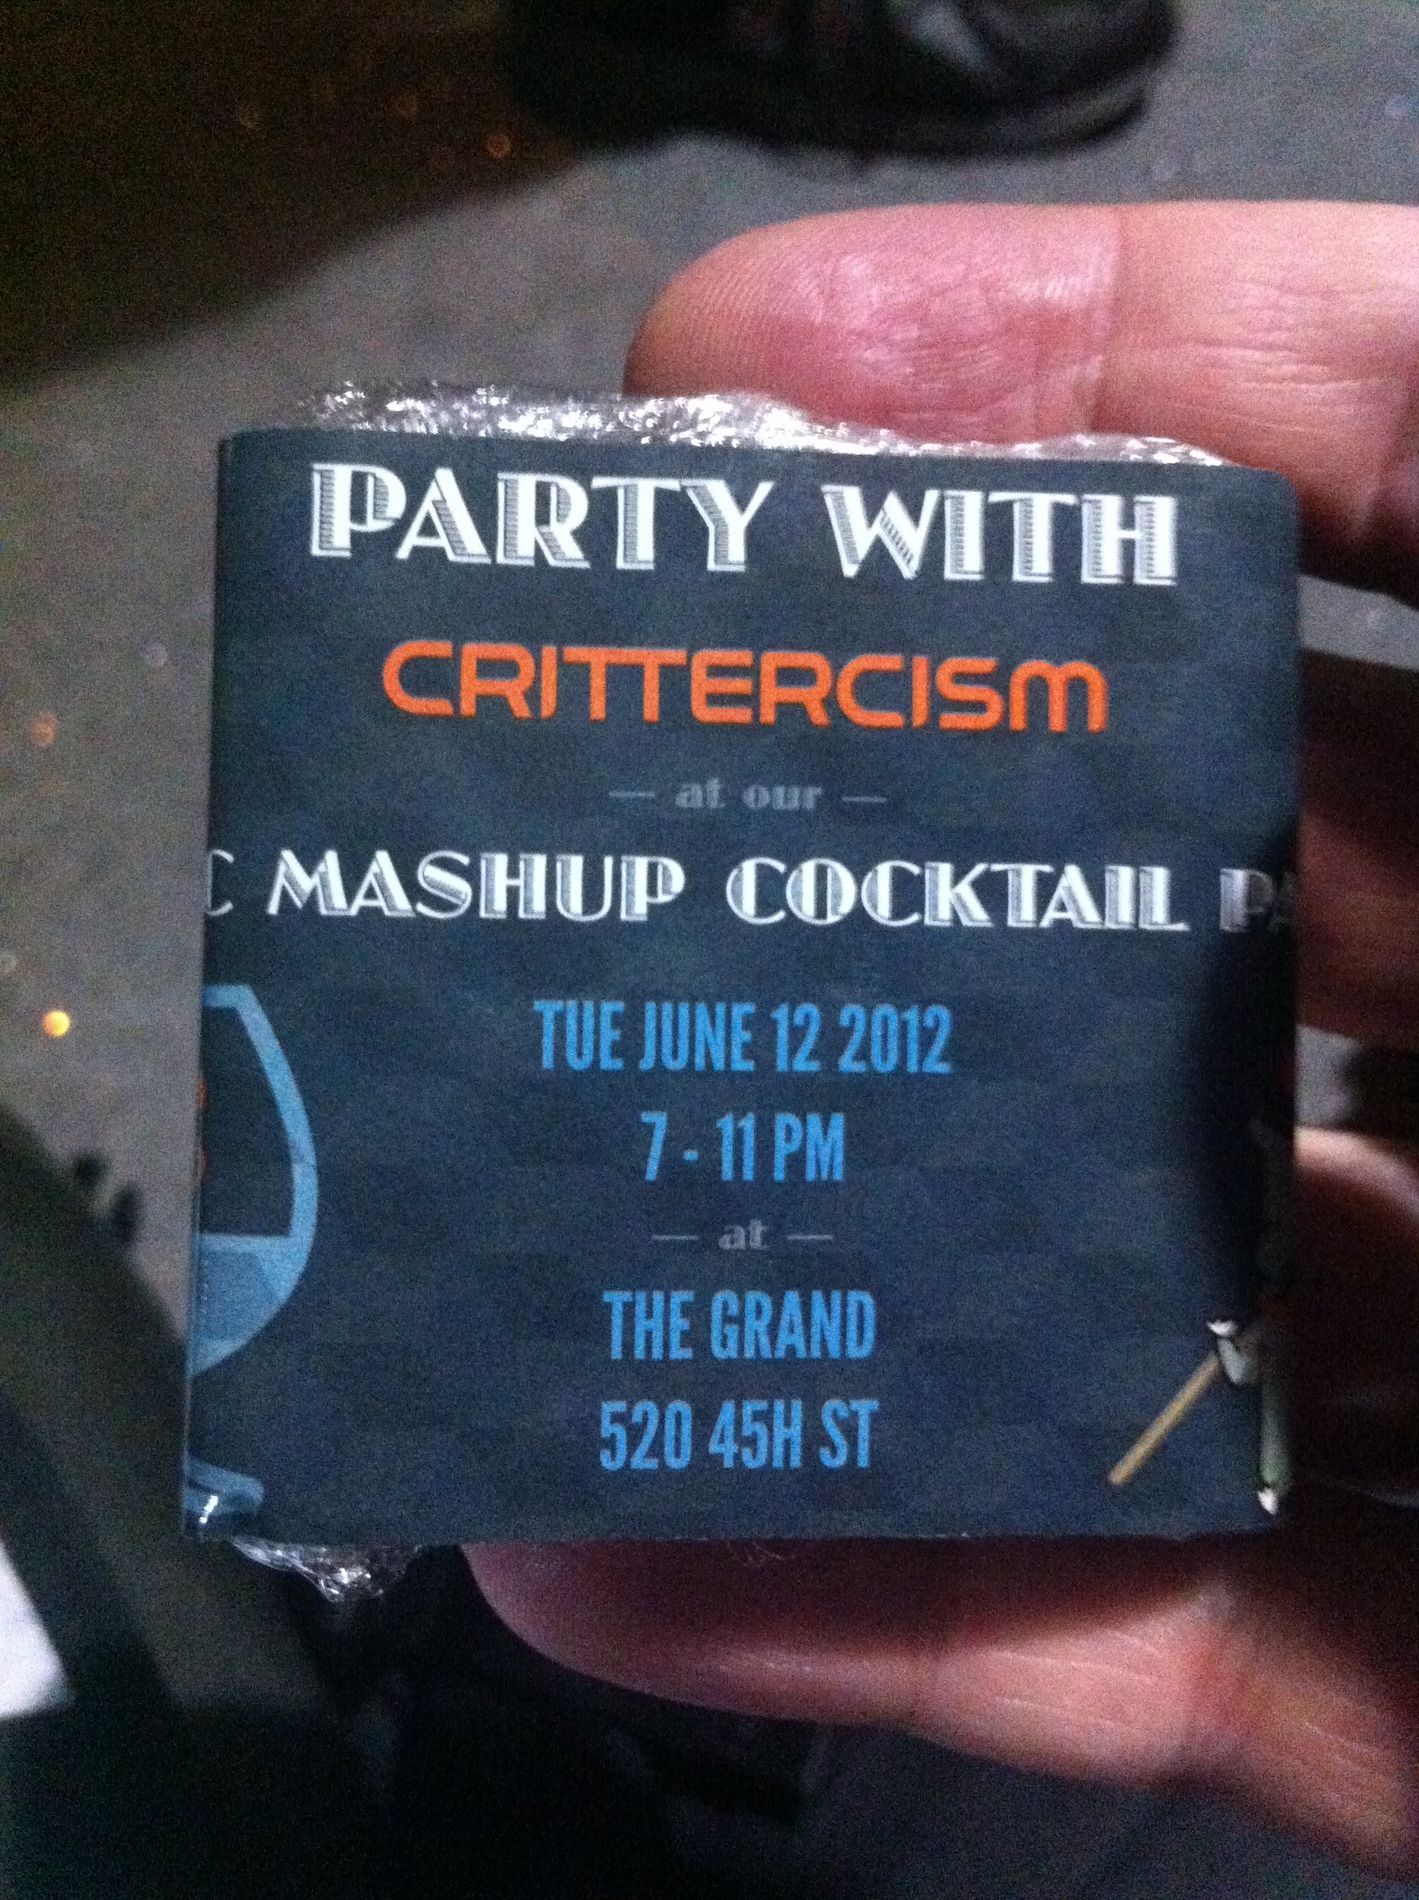 PARTY WITH
CRITTERCISM
— at our —
C MASHUP COCKTAIL PA
TUE JUNE 12 2012
7 - 11 PM
— at —
THE GRAND
520 45H ST